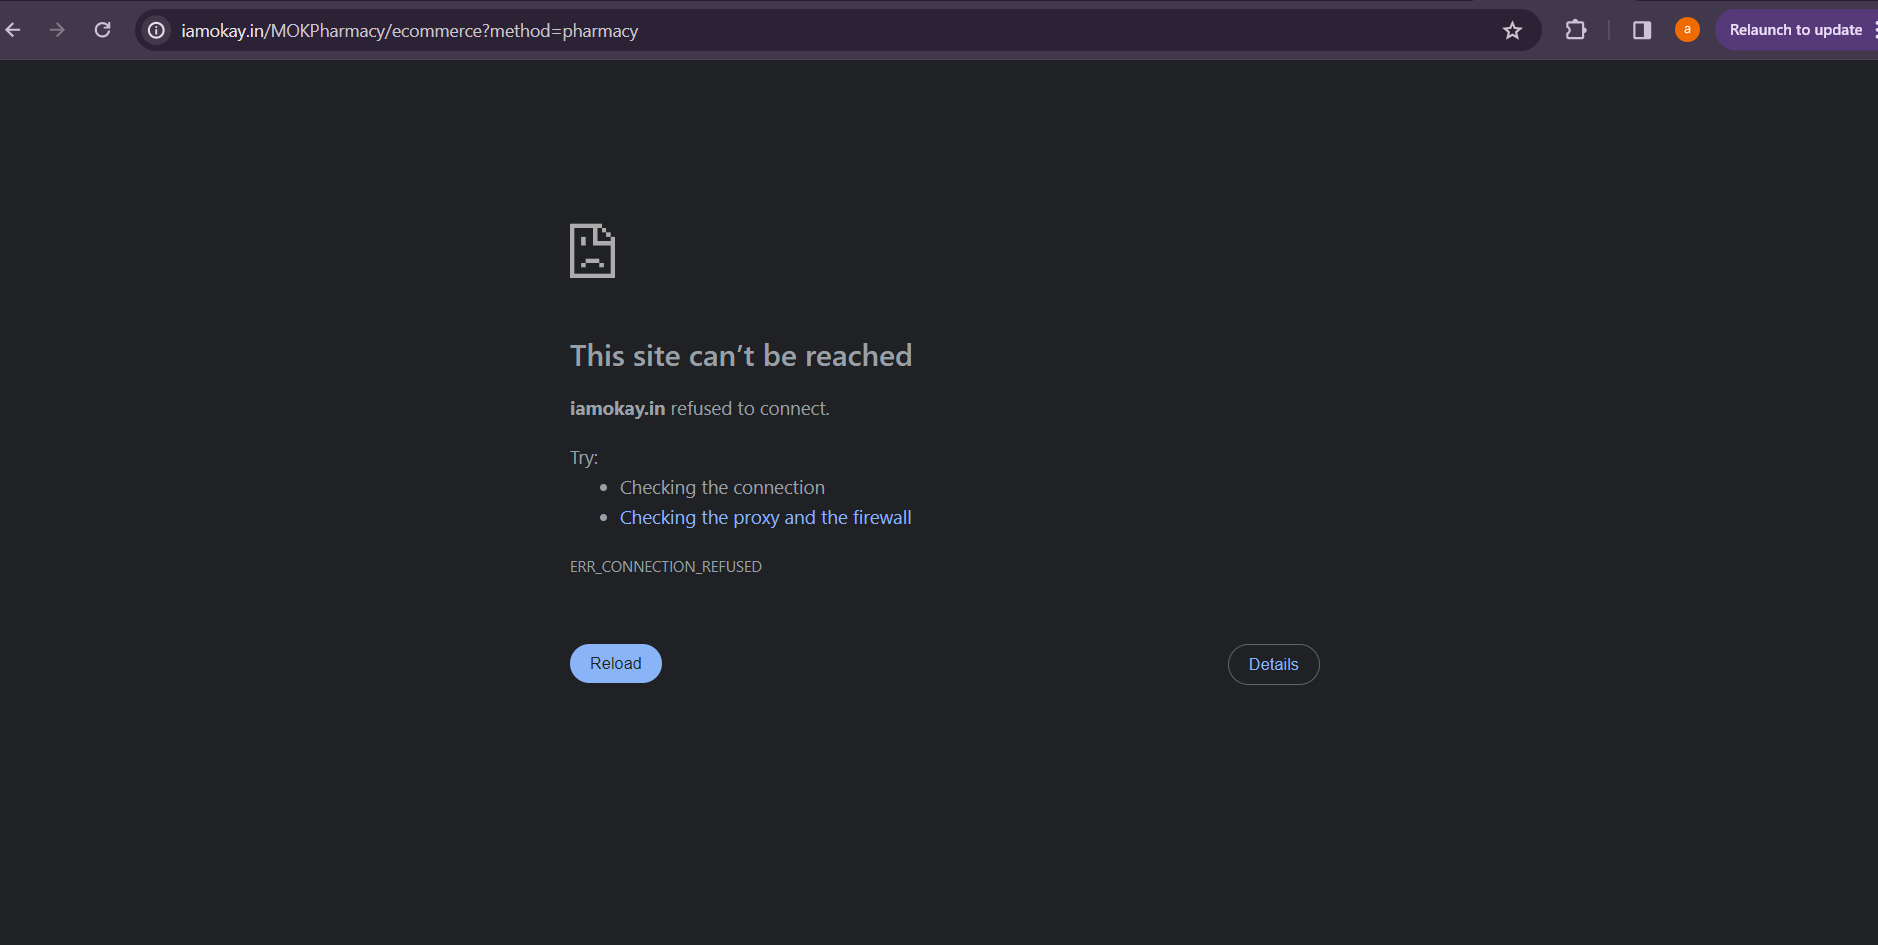 iamokay.in/MOKPharmacy/ecommerce?method=pharmacy
a
Relaunch to update
This site can’t be reached
iamokay.in refused to connect.
Try:
Checking the connection
Checking the proxy and the firewall
ERR_CONNECTION_REFUSED
Reload
Details